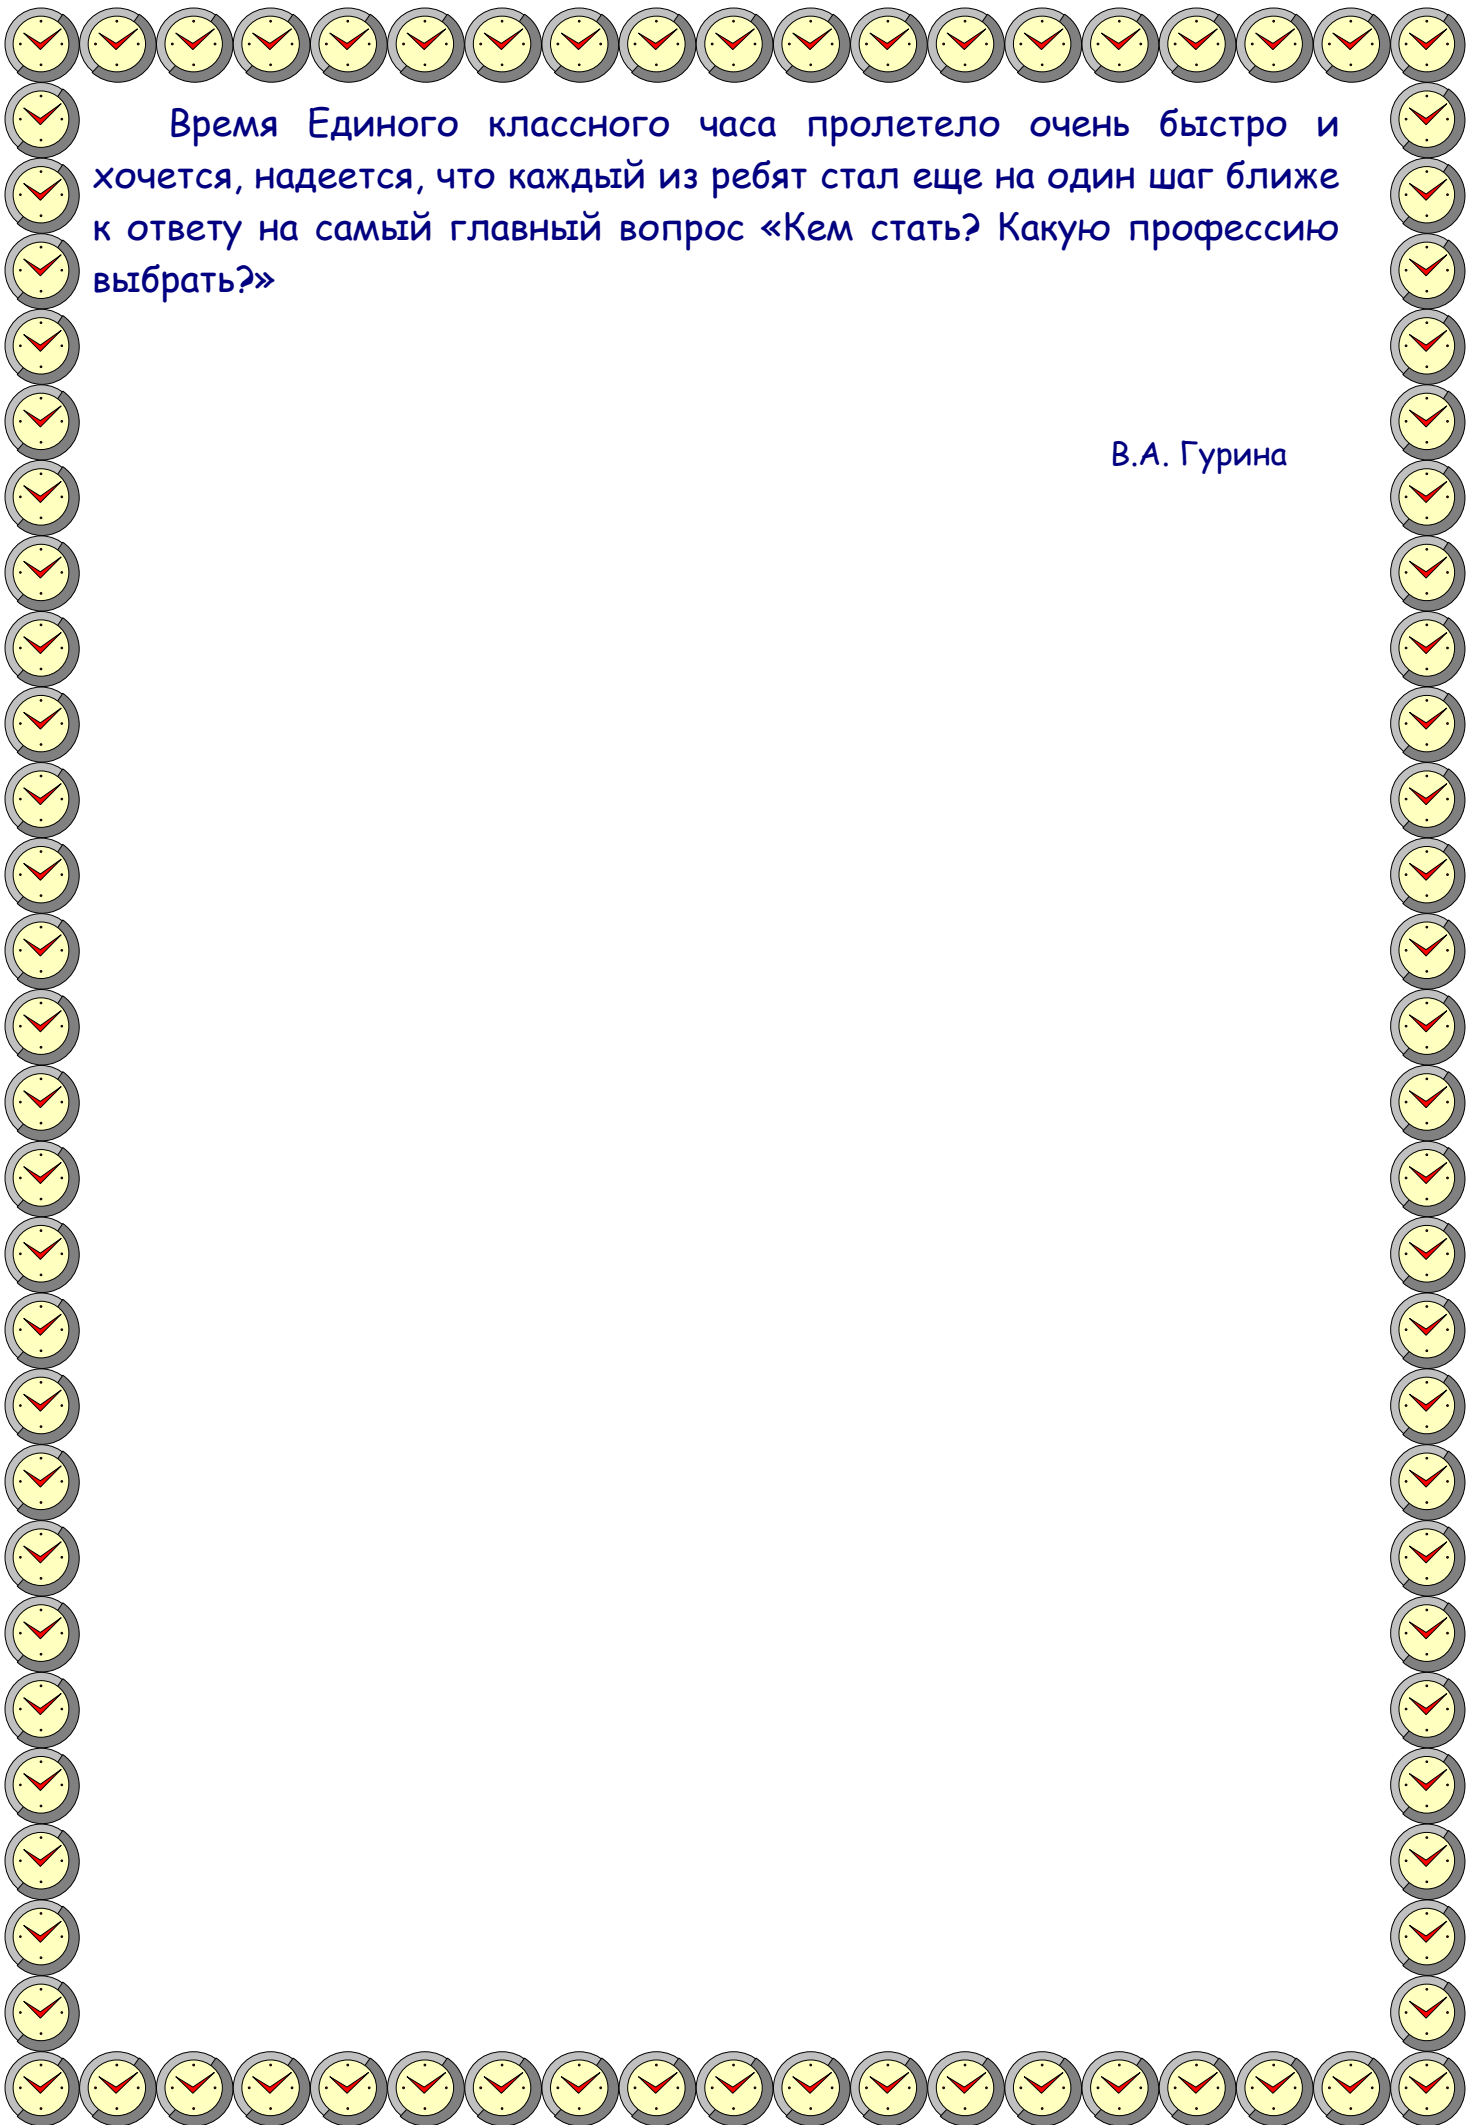 Время Единого классного часа пролетело очень быстро и
хочется, надеется, что каждый из ребят стал еще на один шаг ближе
к ответу на самый главный вопрос «Кем стать? Какую профессию
выбрать?»
В.А. Гурина